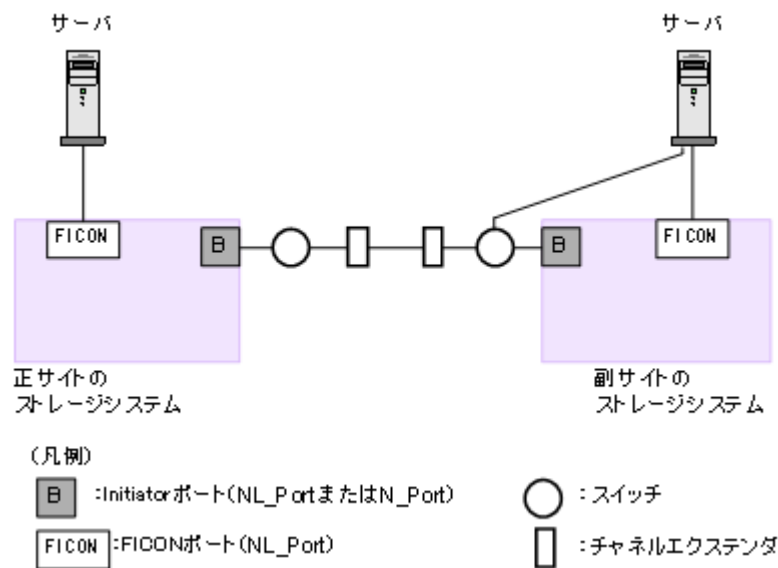 サーバ
サーバ
FICON
B
B
FICON
正サイトの
ストレージシステム
副サイトの
ストレージシステム
(凡例)
B :Initiatorポート(NL_PortまたはN_Port)
:スイッチ
FICON :FICONポート(NL_Port)
:チャネルエクステンダ